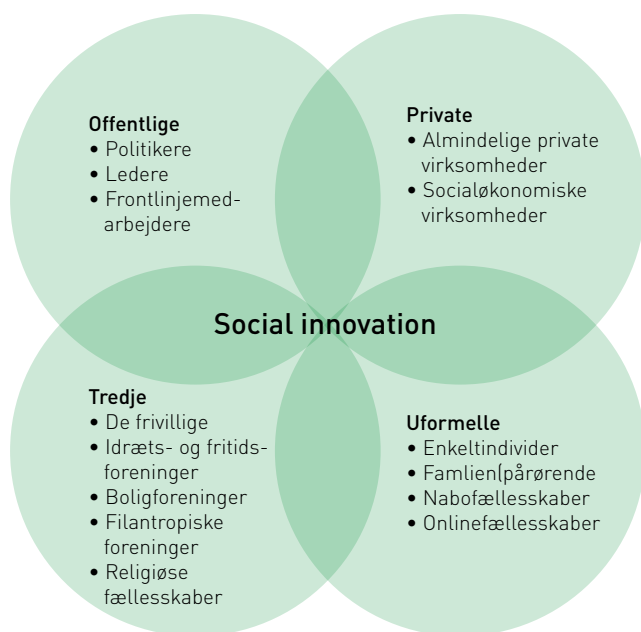 Offentlige
• Politikere
• Ledere
• Frontlinjemed-
arbejdere
Private
• Almindelige private
virksomheder
• Socialøkonomiske
virksomheder
Social innovation
Tredje
• De frivillige
• Idræts- og fritids-
foreninger
• Boligforeninger
• Filantropiske
foreninger
• Religiøse
fællesskaber
Uformelle
• Enkeltindivider
• Famlien(pårørende
• Nabofællesskaber
• Onlinefællesskaber